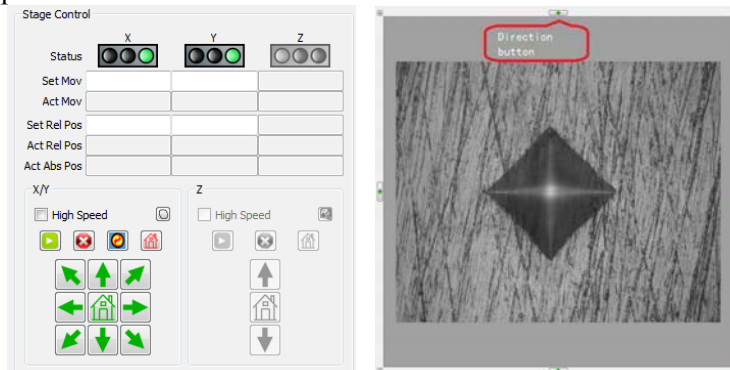 Stage Control
X Y Z
Status
Set Mov
Act Mov
Set Rel Pos
Act Rel Pos
Act Abs Pos
X/Y
High Speed
Z
High Speed
Direction
button